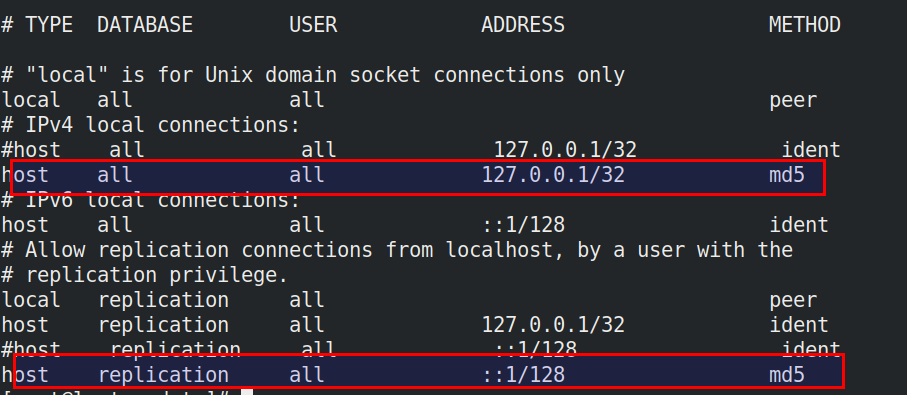 # TYPE  DATABASE        USER            ADDRESS                 METHOD
# "local" is for Unix domain socket connections only
local   all             all                                     peer
# IPv4 local connections:
#host    all             all             127.0.0.1/32            ident
host    all             all             127.0.0.1/32            md5
# IPv6 local connections:
host    all             all             ::1/128                 ident
# Allow replication connections from localhost, by a user with the
# replication privilege.
local   replication     all                                     peer
host    replication     all             127.0.0.1/32            ident
#host    replication     all             ::1/128                 ident
host    replication     all             ::1/128                 md5